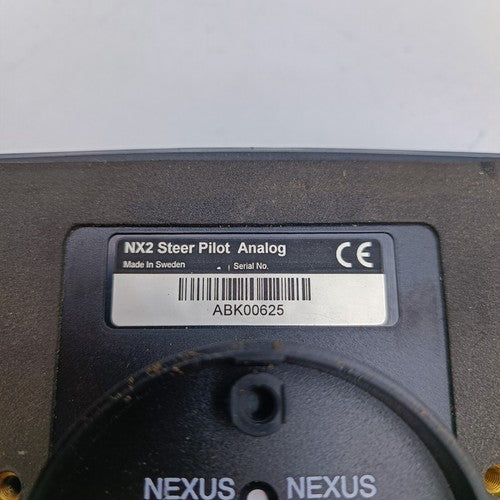 NX2 Steer Pilot Analog
Made In Sweden Serial No.
CE
ABK00625
NEXUS NEXUS